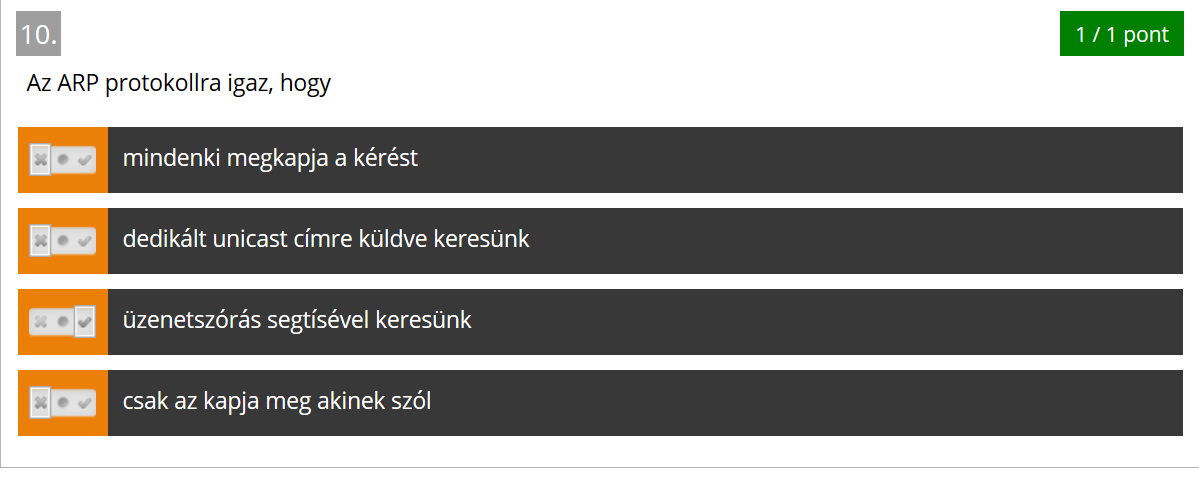 10.
1 / 1 pont
Az ARP protokollra igaz, hogy
mindenki megkapja a kérést
dedikált unicast címre küldve keresünk
üzenetszórás segtísével keresünk
csak az kapja meg akinek szól